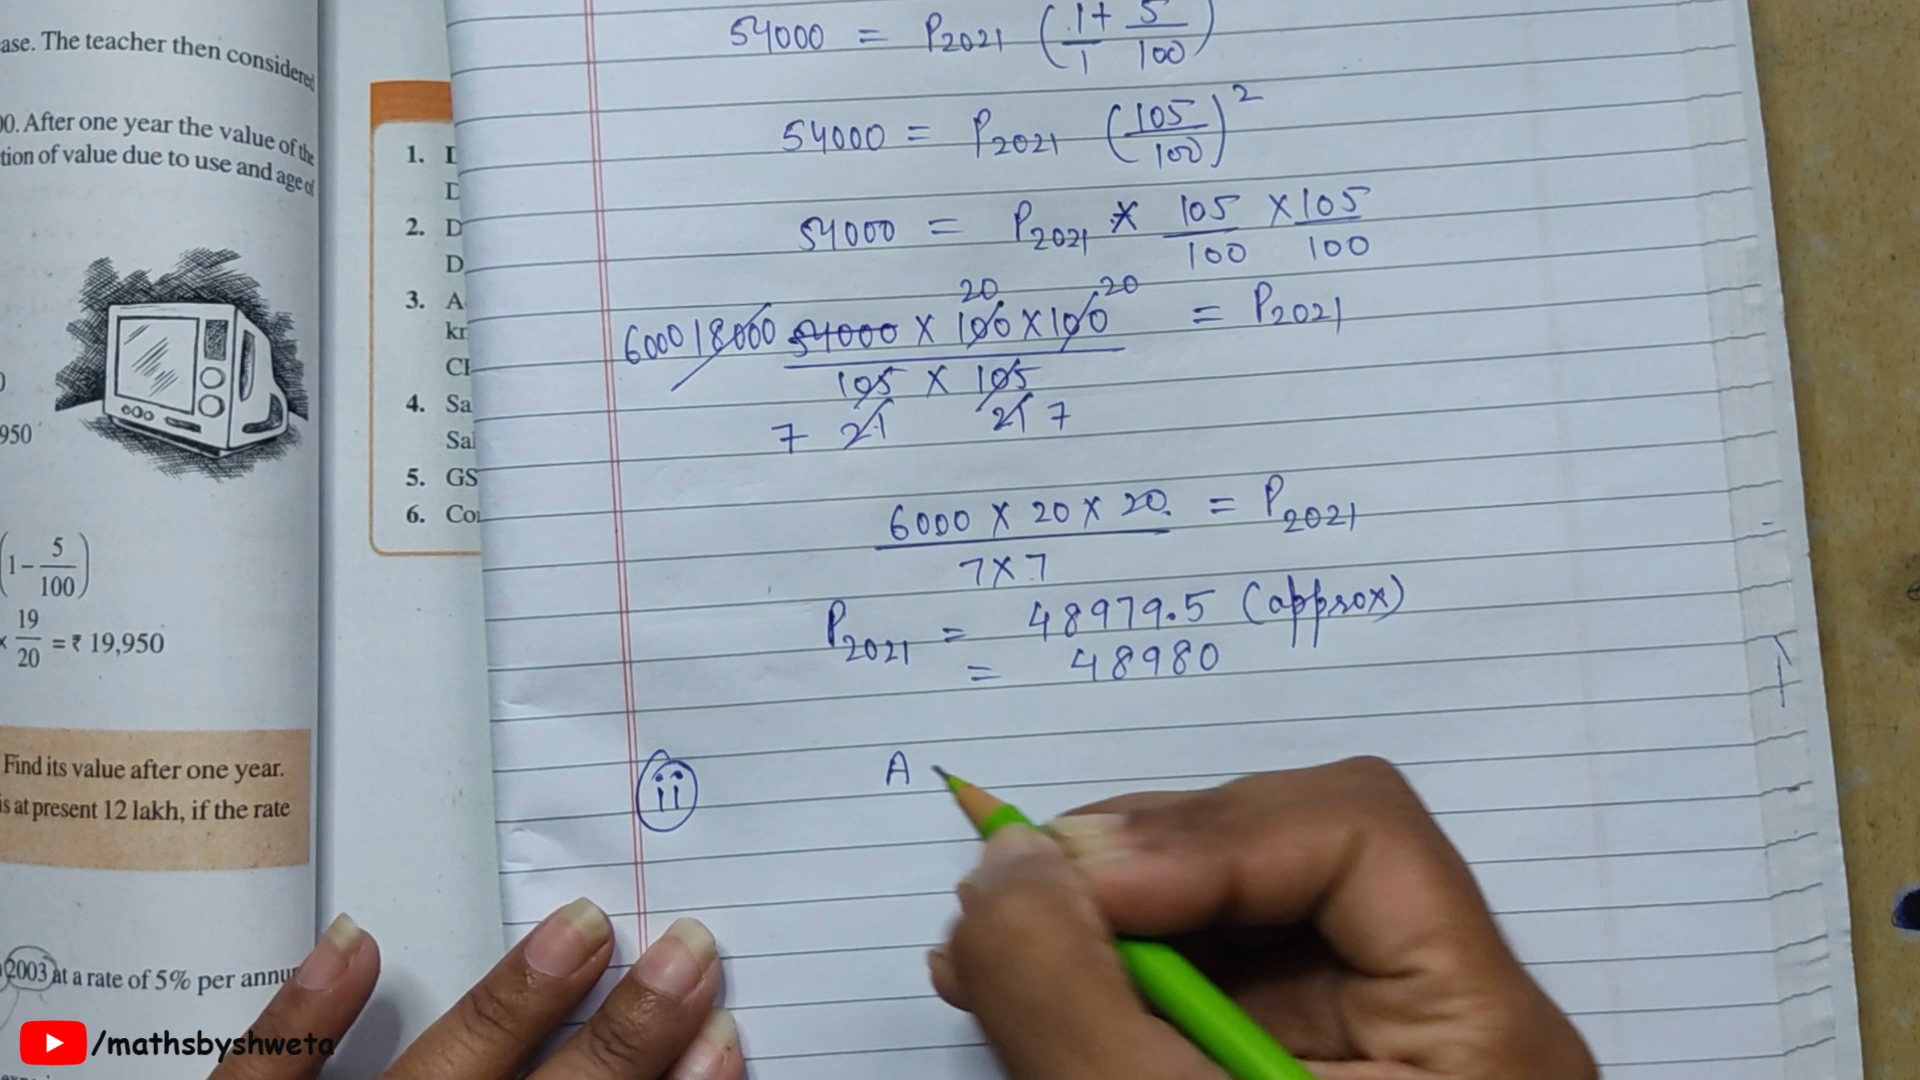 ase. The teacher then considered
00. After one year the value of the
tion of value due to use and age of
950
(1- 5/100)
× 19/20 = ₹ 19,950
Find its value after one year.
is at present 12 lakh, if the rate
2003 at a rate of 5% per annu
/mathsbyshweta
1. D
D
2. D
D
3. A
kr
CI
4. Sa
Sal
5. GS
6. Co
54000 = P2021 (1/1 + 5/100)
54000 = P2021 (105/100)²
54000 = P2021 × 105/100 × 105/100
20 20
6000 18000 54000 × 100 × 100 = P2021
105 × 105
7 21 21 7
6000 × 20 × 20 = P2021
7 × 7
P2021 = 48979.5 (approx)
= 48980
ii
A